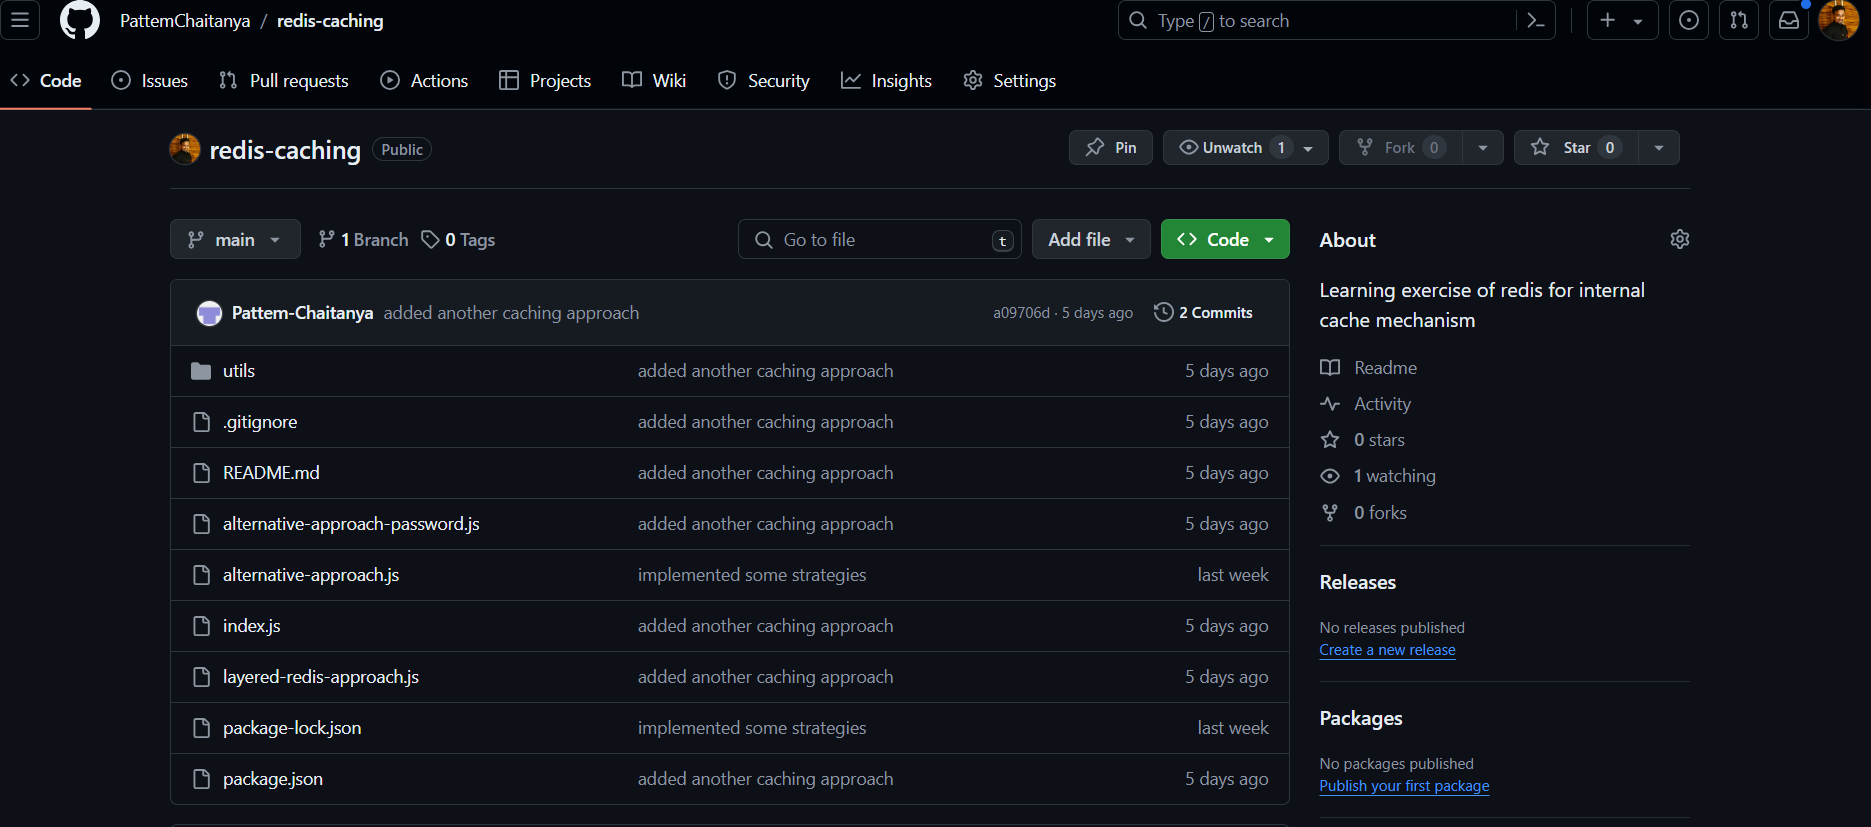 PattemChaitanya / redis-caching
Type / to search
Code Issues Pull requests Actions Projects Wiki Security Insights Settings
redis-caching Public
Pin Unwatch 1 Fork 0 Star 0
main 1 Branch 0 Tags
Go to file t Add file Code
Pattem-Chaitanya added another caching approach a09706d · 5 days ago 2 Commits
utils added another caching approach 5 days ago
.gitignore added another caching approach 5 days ago
README.md added another caching approach 5 days ago
alternative-approach-password.js added another caching approach 5 days ago
alternative-approach.js implemented some strategies last week
index.js added another caching approach 5 days ago
layered-redis-approach.js added another caching approach 5 days ago
package-lock.json implemented some strategies last week
package.json added another caching approach 5 days ago
About
Learning exercise of redis for internal
cache mechanism
Readme
Activity
0 stars
1 watching
0 forks
Releases
No releases published
Create a new release
Packages
No packages published
Publish your first package